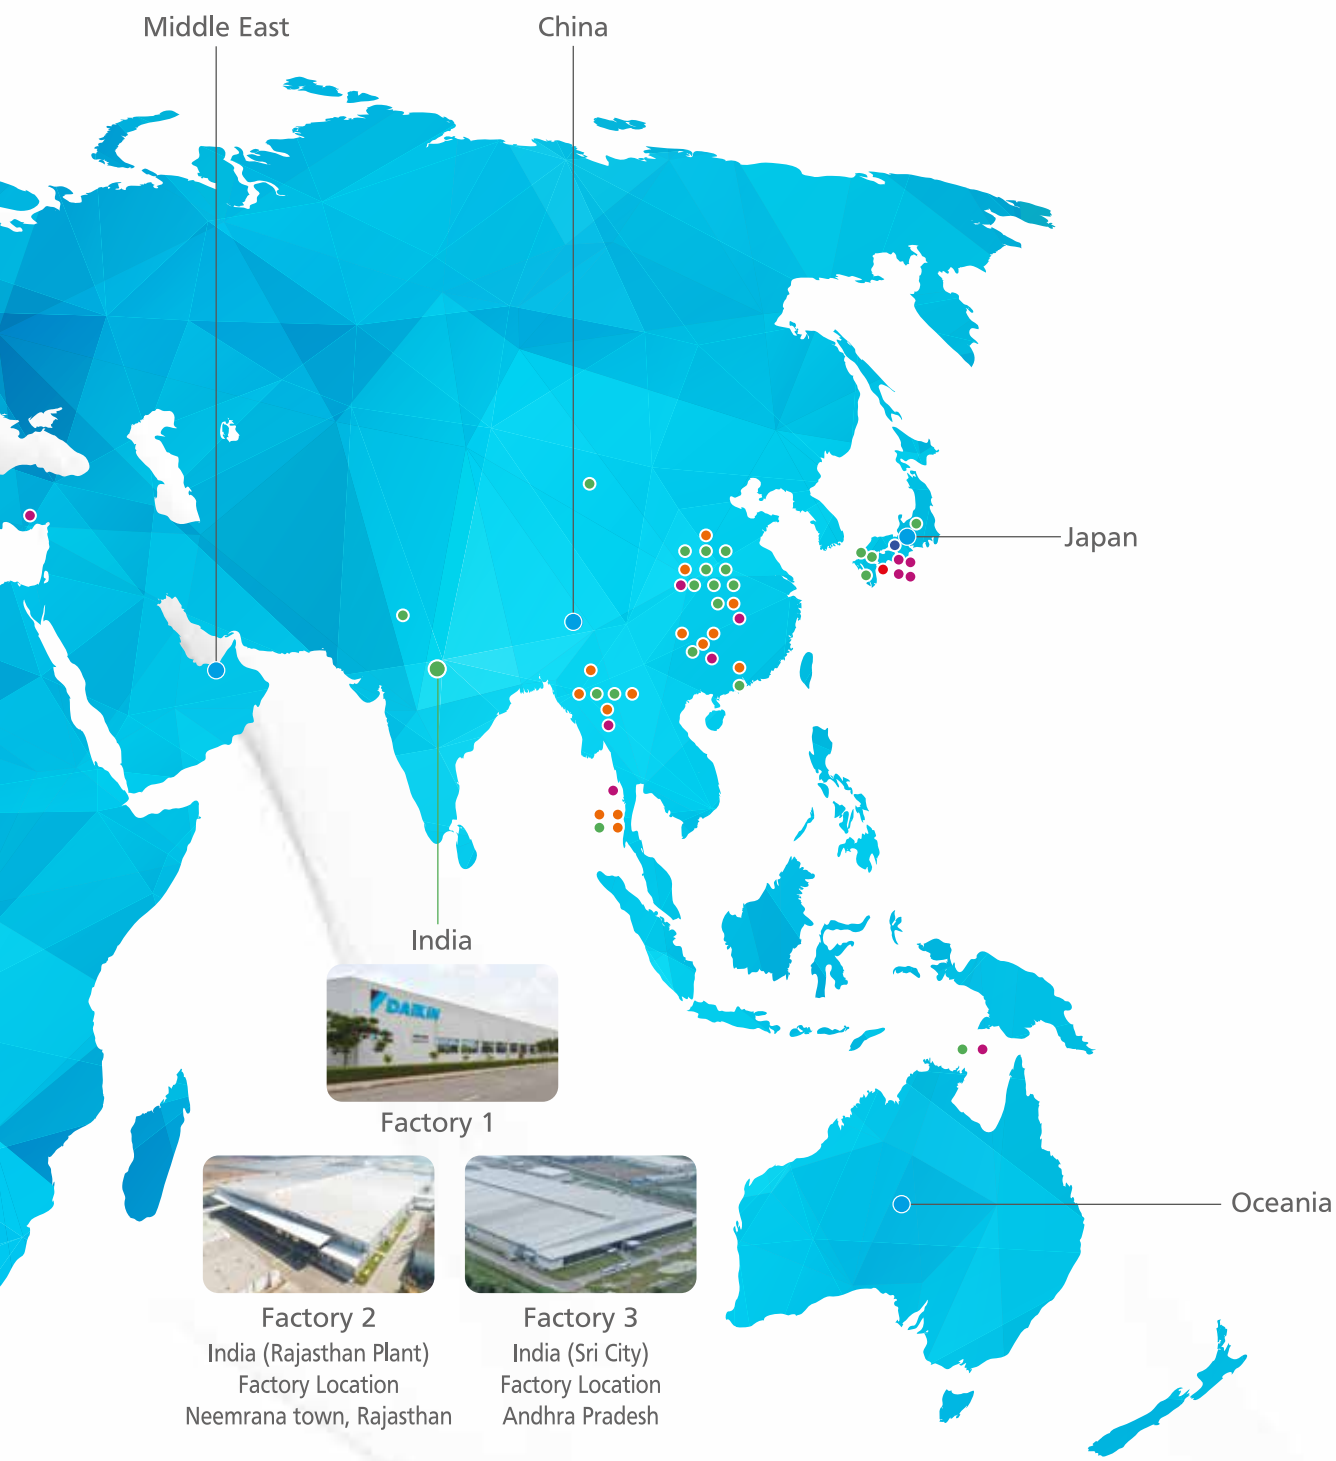 Middle East
China
Japan
India
DAIKIN
Factory 1
Oceania
Factory 2
India (Rajasthan Plant)
Factory Location
Neemrana town, Rajasthan
Factory 3
India (Sri City)
Factory Location
Andhra Pradesh